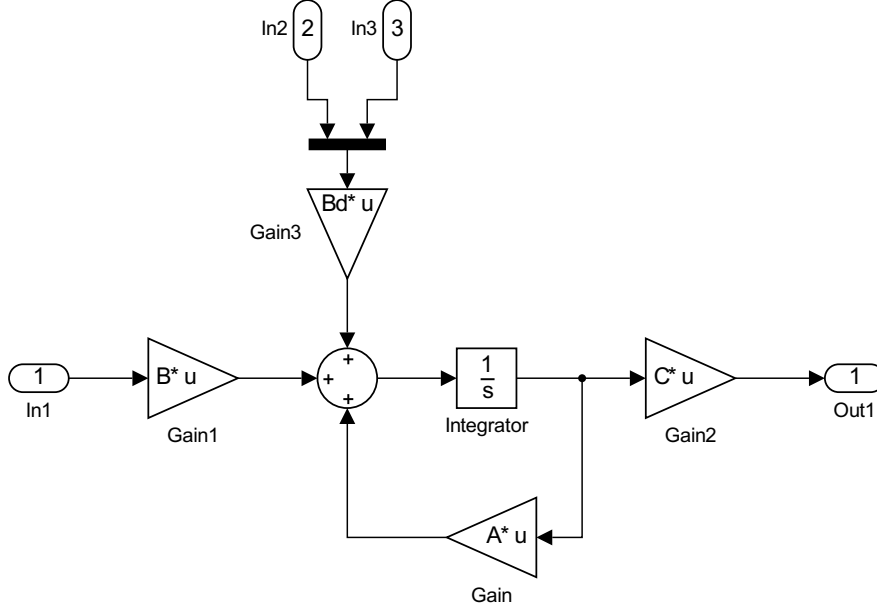 In2
2
In3
3
Bd* u
Gain3
1
In1
B* u
Gain1
+
+
+
1
s
Integrator
C* u
Gain2
1
Out1
A* u
Gain